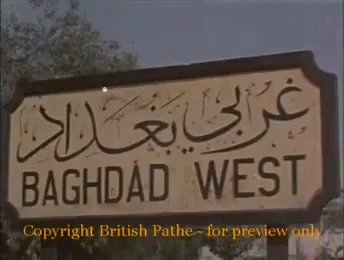 غربي بغداد
BAGHDAD WEST
Copyright British Pathe - for preview only